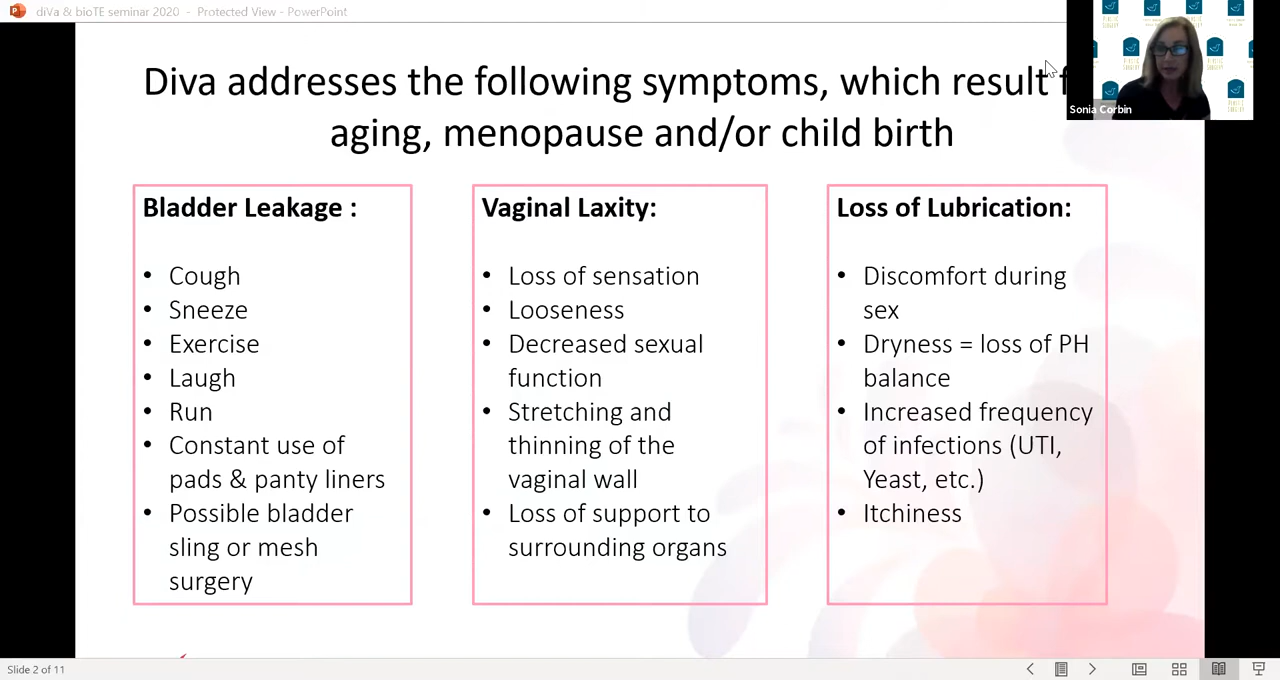 diVa & bioTE seminar 2020 - Protected View - PowerPoint
Diva addresses the following symptoms, which result
aging, menopause and/or child birth
Sonia Corbin
Bladder Leakage :
• Cough
• Sneeze
• Exercise
• Laugh
• Run
• Constant use of
pads & panty liners
• Possible bladder
sling or mesh
surgery
Vaginal Laxity:
• Loss of sensation
• Looseness
• Decreased sexual
function
• Stretching and
thinning of the
vaginal wall
• Loss of support to
surrounding organs
Loss of Lubrication:
• Discomfort during
sex
• Dryness = loss of PH
balance
• Increased frequency
of infections (UTI,
Yeast, etc.)
• Itchiness
Slide 2 of 11